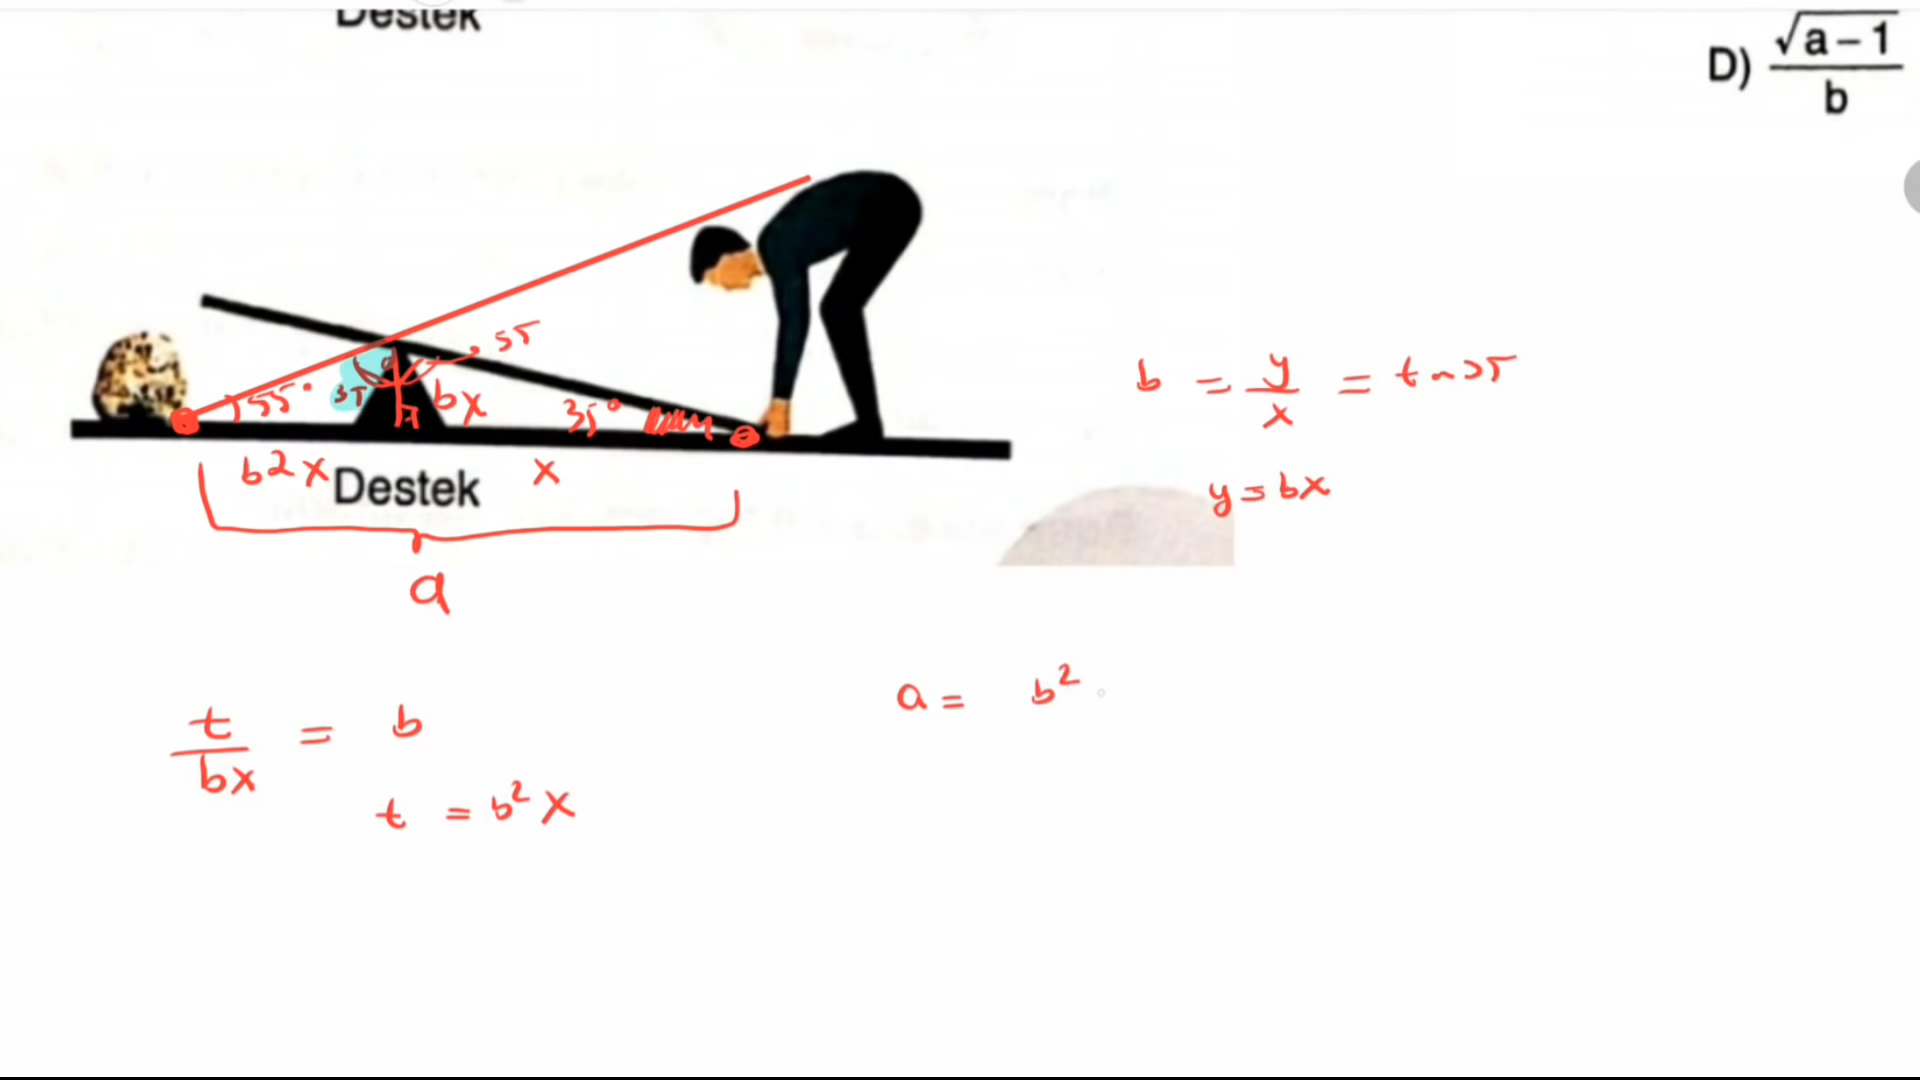 Destek
D) √a-1 / b
55
55°
35
bx
35°
b2x
Destek
x
a
b = y/x = tan35
y = bx
a = b²
t/bx = b
t = b²x